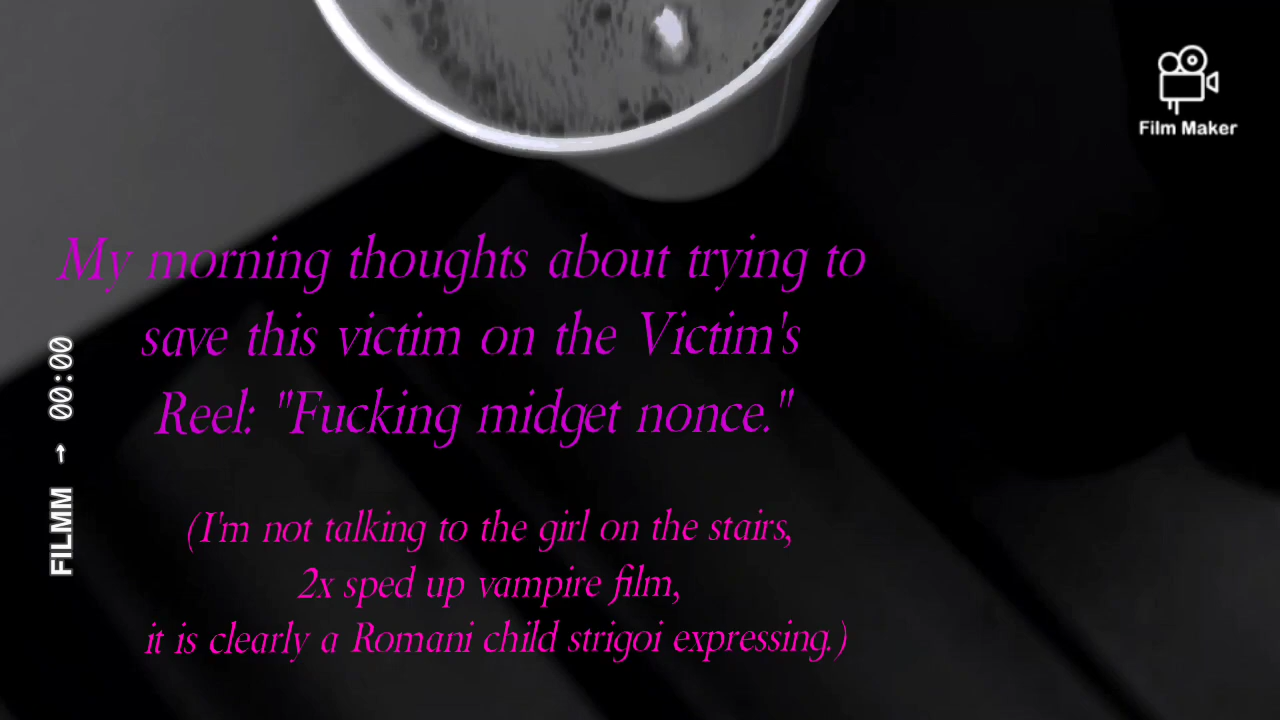 Film Maker
My morning thoughts about trying to
save this victim on the Victim's
Reel: "Fucking midget nonce."
(I'm not talking to the girl on the stairs,
2x sped up vampire film,
it is clearly a Romani child strigoi expressing.)
FILMM → 00:00